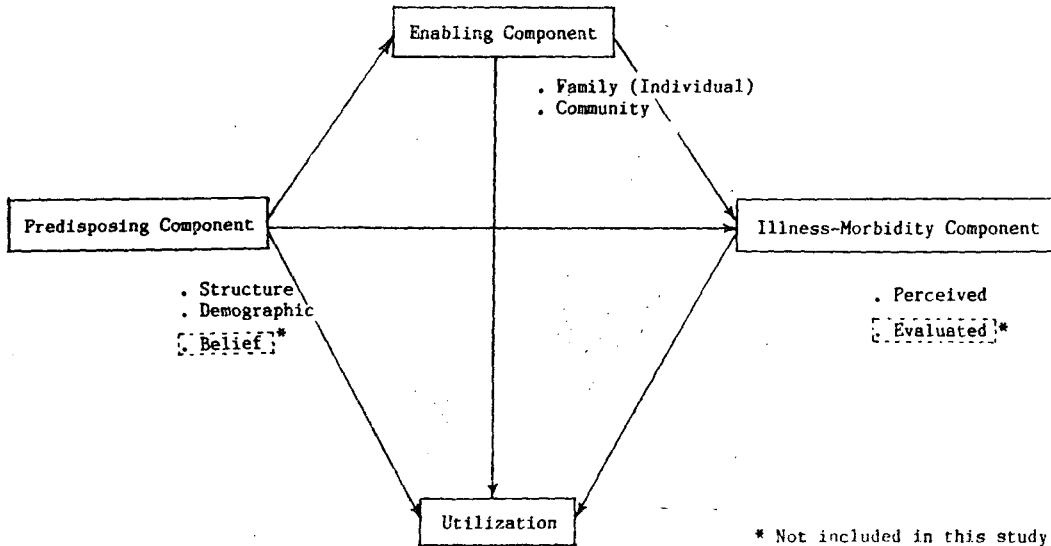 Enabling Component
. Family (Individual)
. Community
Predisposing Component
Illness-Morbidity Component
. Structure
. Demographic
. Belief *
. Perceived
. Evaluated *
Utilization
* Not included in this study